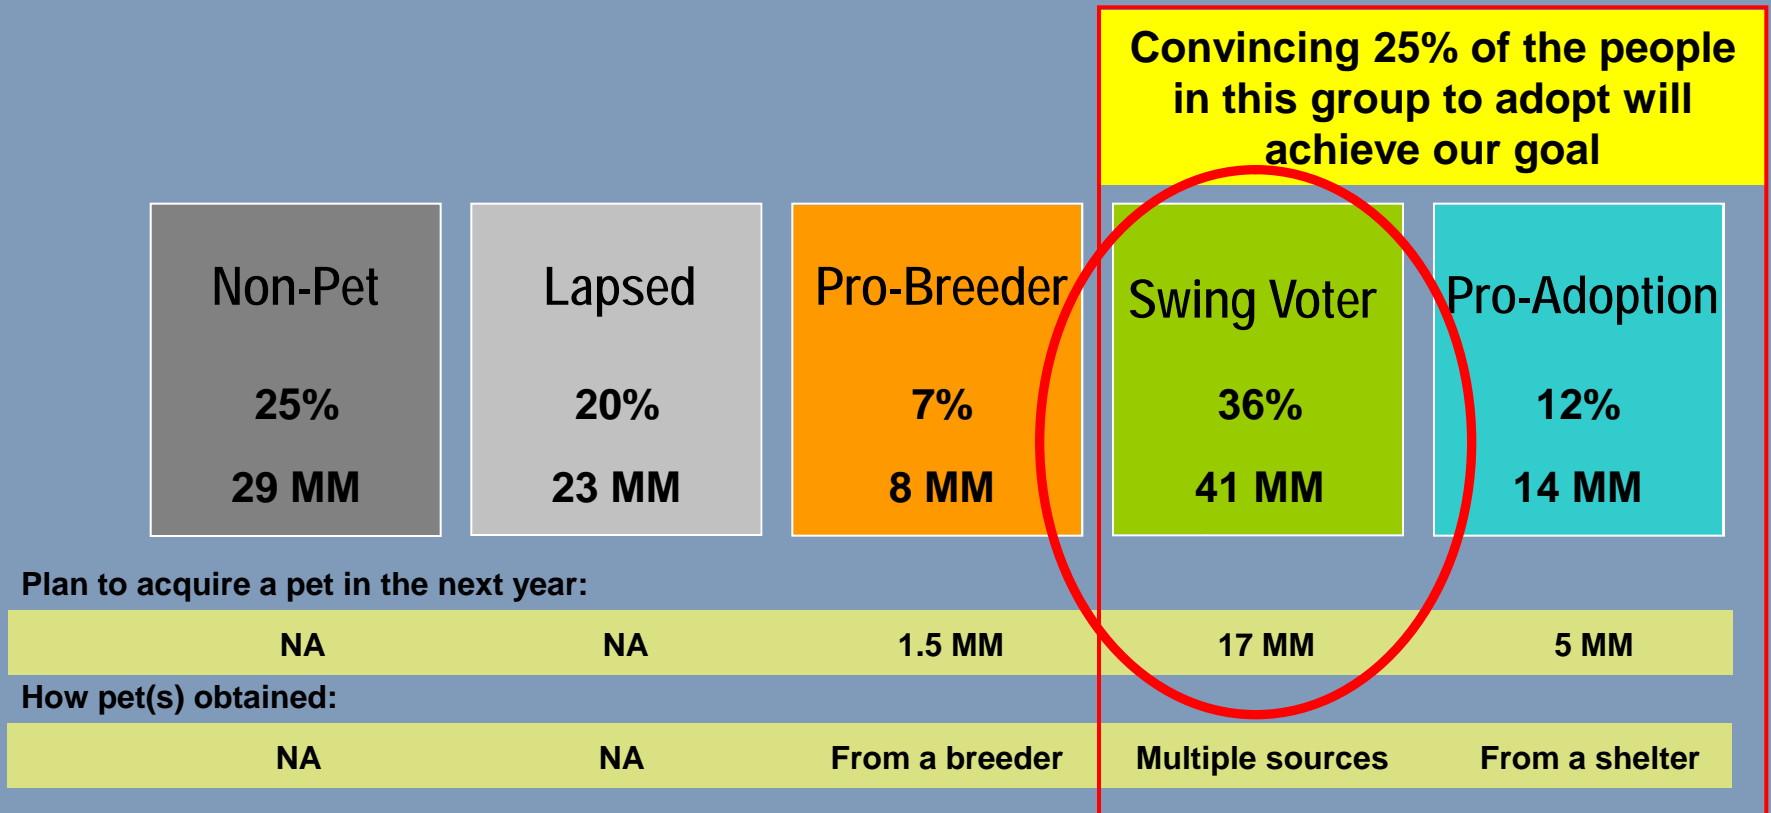 Convincing 25% of the people
in this group to adopt will
achieve our goal
Non-Pet Lapsed Pro-Breeder Swing Voter Pro-Adoption
25% 20% 7% 36% 12%
29 MM 23 MM 8 MM 41 MM 14 MM
Plan to acquire a pet in the next year:
NA NA 1.5 MM 17 MM 5 MM
How pet(s) obtained:
NA NA From a breeder Multiple sources From a shelter